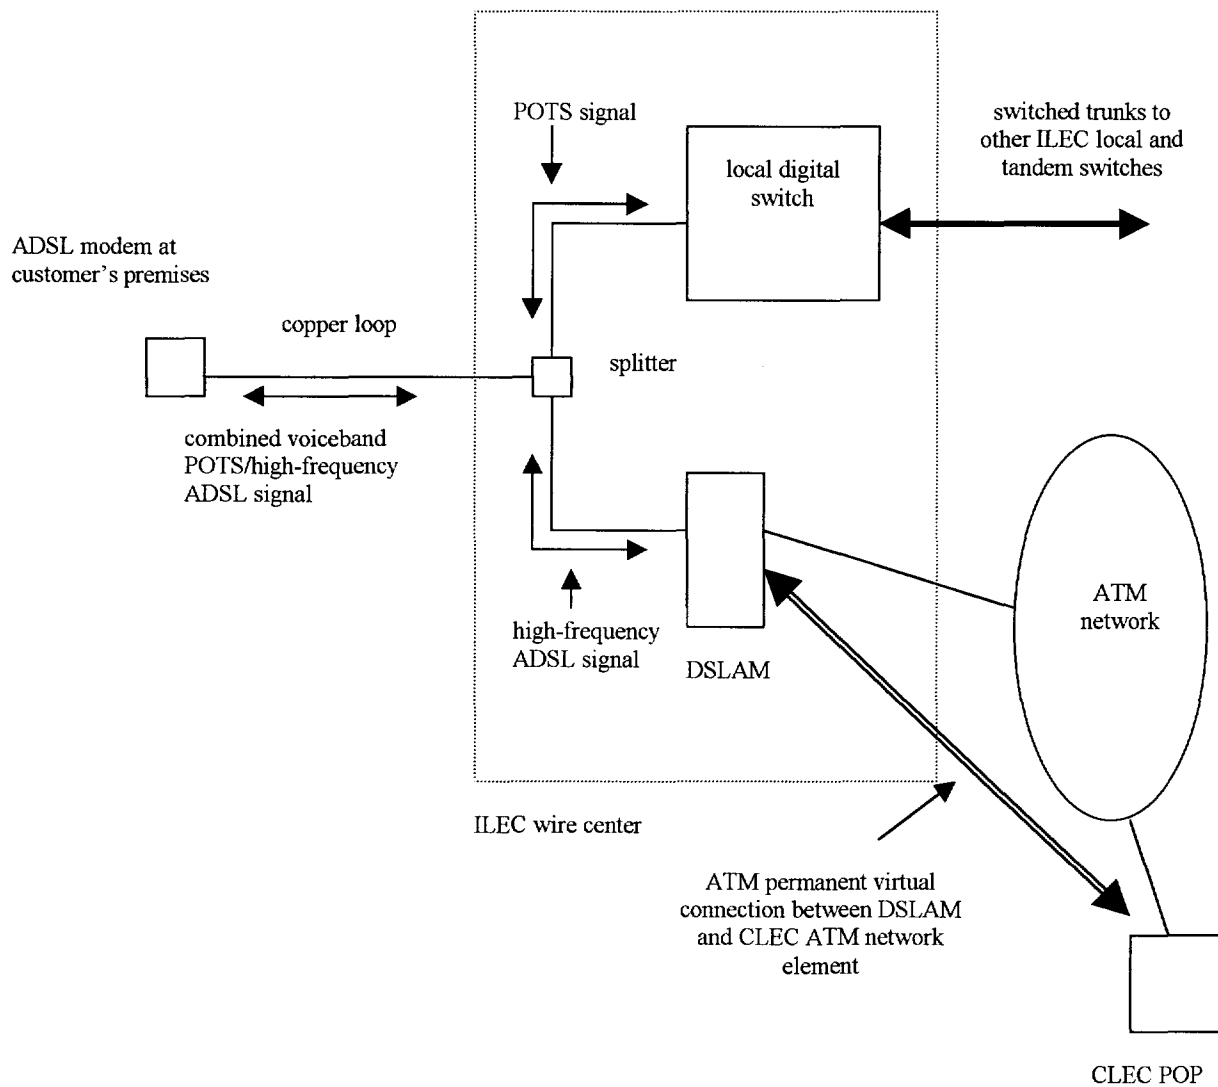 POTS signal
switched trunks to
other ILEC local and
tandem switches
local digital
switch
ADSL modem at
customer's premises
copper loop
splitter
combined voiceband
POTS/high-frequency
ADSL signal
ATM
network
high-frequency
ADSL signal
DSLAM
ILEC wire center
ATM permanent virtual
connection between DSLAM
and CLEC ATM network
element
CLEC POP